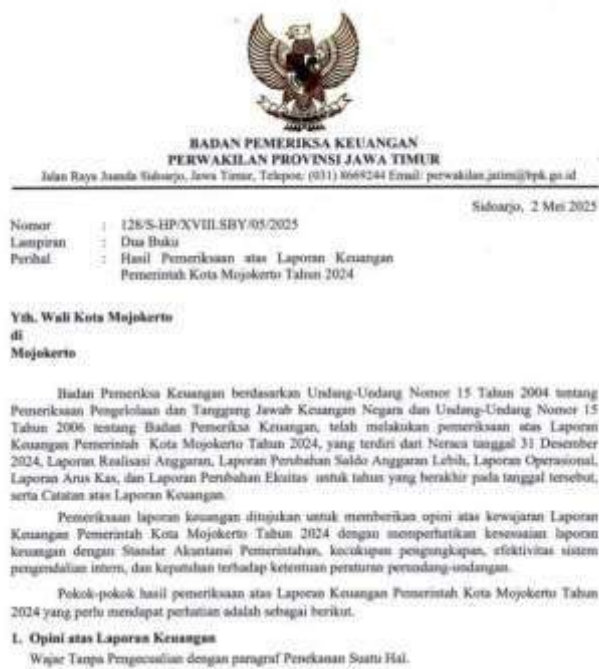 BADAN PEMERIKSA KEUANGAN
PERWAKILAN PROVINSI JAWA TIMUR
Jalan Raya Juanda Sidoarjo, Jawa Timur, Telepon: (031) 8669244 Email: perwakilan.jatim@bpk.go.id
Sidoarjo, 2 Mei 2025
Nomor : 128/S-HP/XVIII.SBY/05/2025
Lampiran : Dua Buku
Perihal : Hasil Pemeriksaan atas Laporan Keuangan
Pemerintah Kota Mojokerto Tahun 2024
Yth. Wali Kota Mojokerto
di
Mojokerto
Badan Pemeriksa Keuangan berdasarkan Undang-Undang Nomor 15 Tahun 2004 tentang
Pemeriksaan Pengelolaan dan Tanggung Jawab Keuangan Negara dan Undang-Undang Nomor 15
Tahun 2006 tentang Badan Pemeriksa Keuangan, telah melakukan pemeriksaan atas Laporan
Keuangan Pemerintah Kota Mojokerto Tahun 2024, yang terdiri dari Neraca tanggal 31 Desember
2024, Laporan Realisasi Anggaran, Laporan Perubahan Saldo Anggaran Lebih, Laporan Operasional,
Laporan Arus Kas, dan Laporan Perubahan Ekuitas untuk tahun yang berakhir pada tanggal tersebut,
serta Catatan atas Laporan Keuangan.
Pemeriksaan laporan keuangan ditujukan untuk memberikan opini atas kewajaran Laporan
Keuangan Pemerintah Kota Mojokerto Tahun 2024 dengan memperhatikan kesesuaian laporan
keuangan dengan Standar Akuntansi Pemerintahan, kecukupan pengungkapan, efektivitas sistem
pengendalian intern, dan kepatuhan terhadap ketentuan peraturan perundang-undangan.
Pokok-pokok hasil pemeriksaan atas Laporan Keuangan Pemerintah Kota Mojokerto Tahun
2024 yang perlu mendapat perhatian adalah sebagai berikut.
1. Opini atas Laporan Keuangan
Wajar Tanpa Pengecualian dengan paragraf Penekanan Suatu Hal.